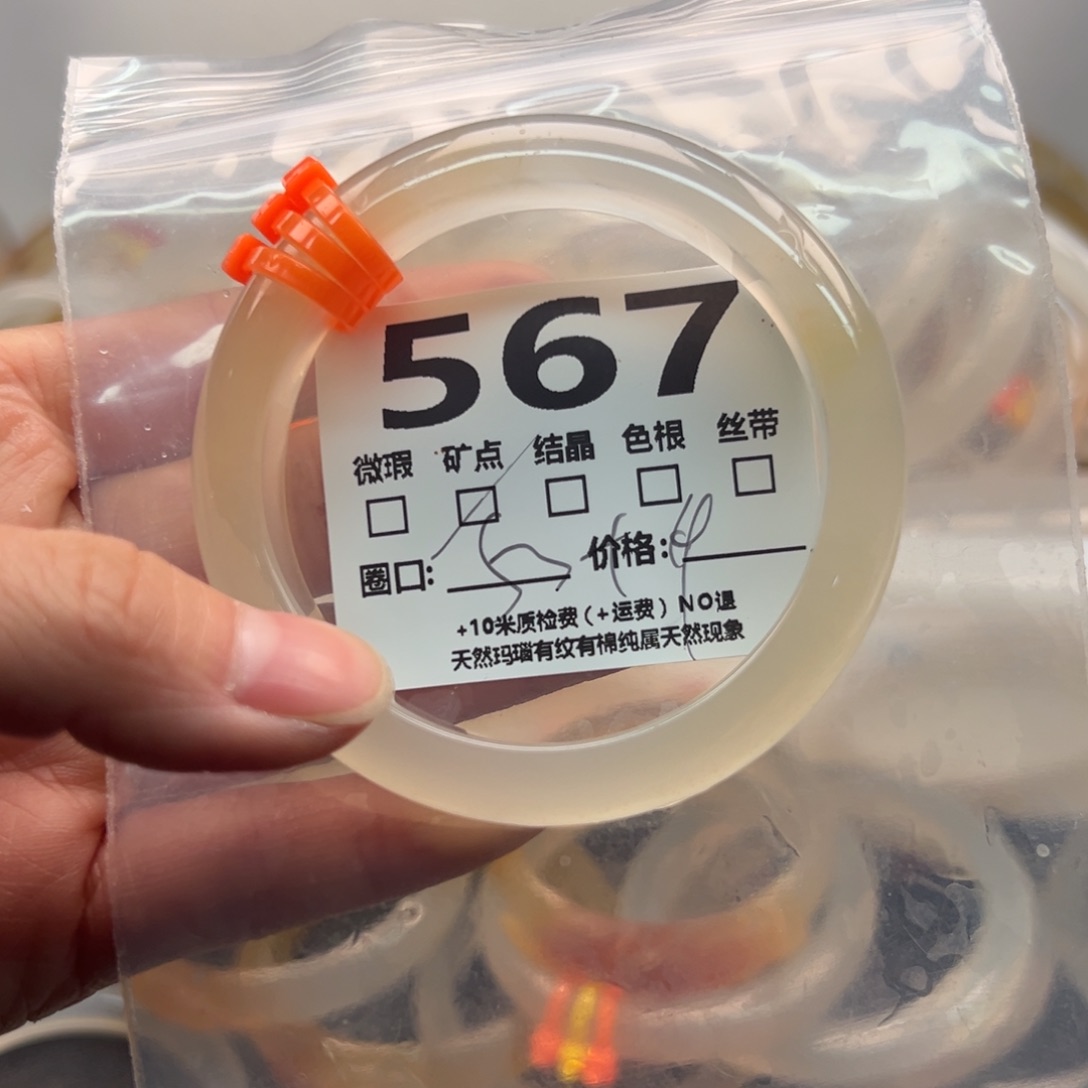 567
微瑕 矿点 结晶 色根 丝带
圈口: 价格:
+10米质检费(+运费)NO退
天然玛瑙有纹有棉纯属天然现象